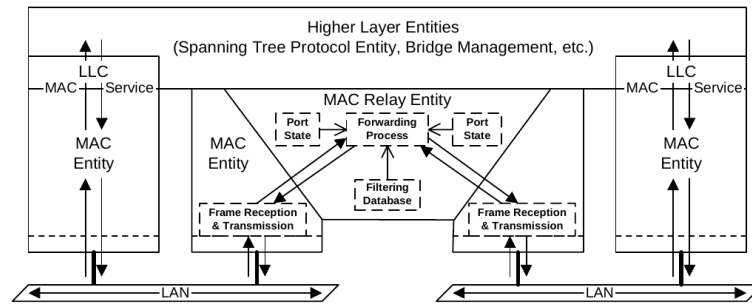 Higher Layer Entities
(Spanning Tree Protocol Entity, Bridge Management, etc.)
LLC
MAC Service
MAC
Entity
MAC
Entity
MAC Relay Entity
Port
State
Forwarding
Process
Port
State
Filtering
Database
Frame Reception
& Transmission
Frame Reception
& Transmission
LLC
MAC Service
MAC
Entity
LAN
LAN